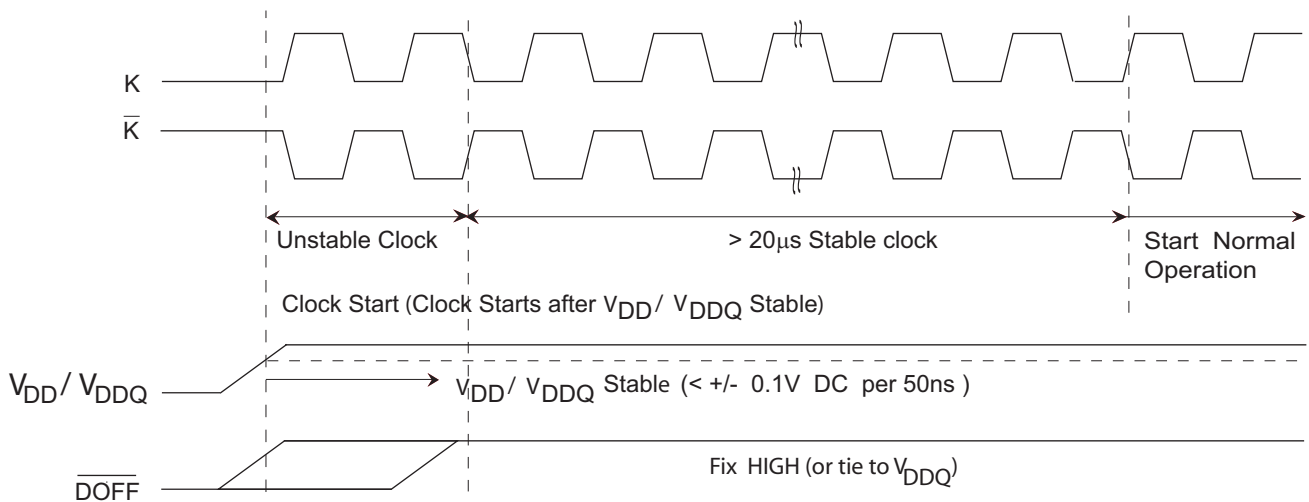 K
K̅
Unstable Clock
> 20μs Stable clock
Start Normal
Operation
Clock Start (Clock Starts after VDD / VDDQ Stable)
VDD / VDDQ
VDD / VDDQ Stable (< +/- 0.1V DC per 50ns )
DOFF
Fix HIGH (or tie to VDDQ)